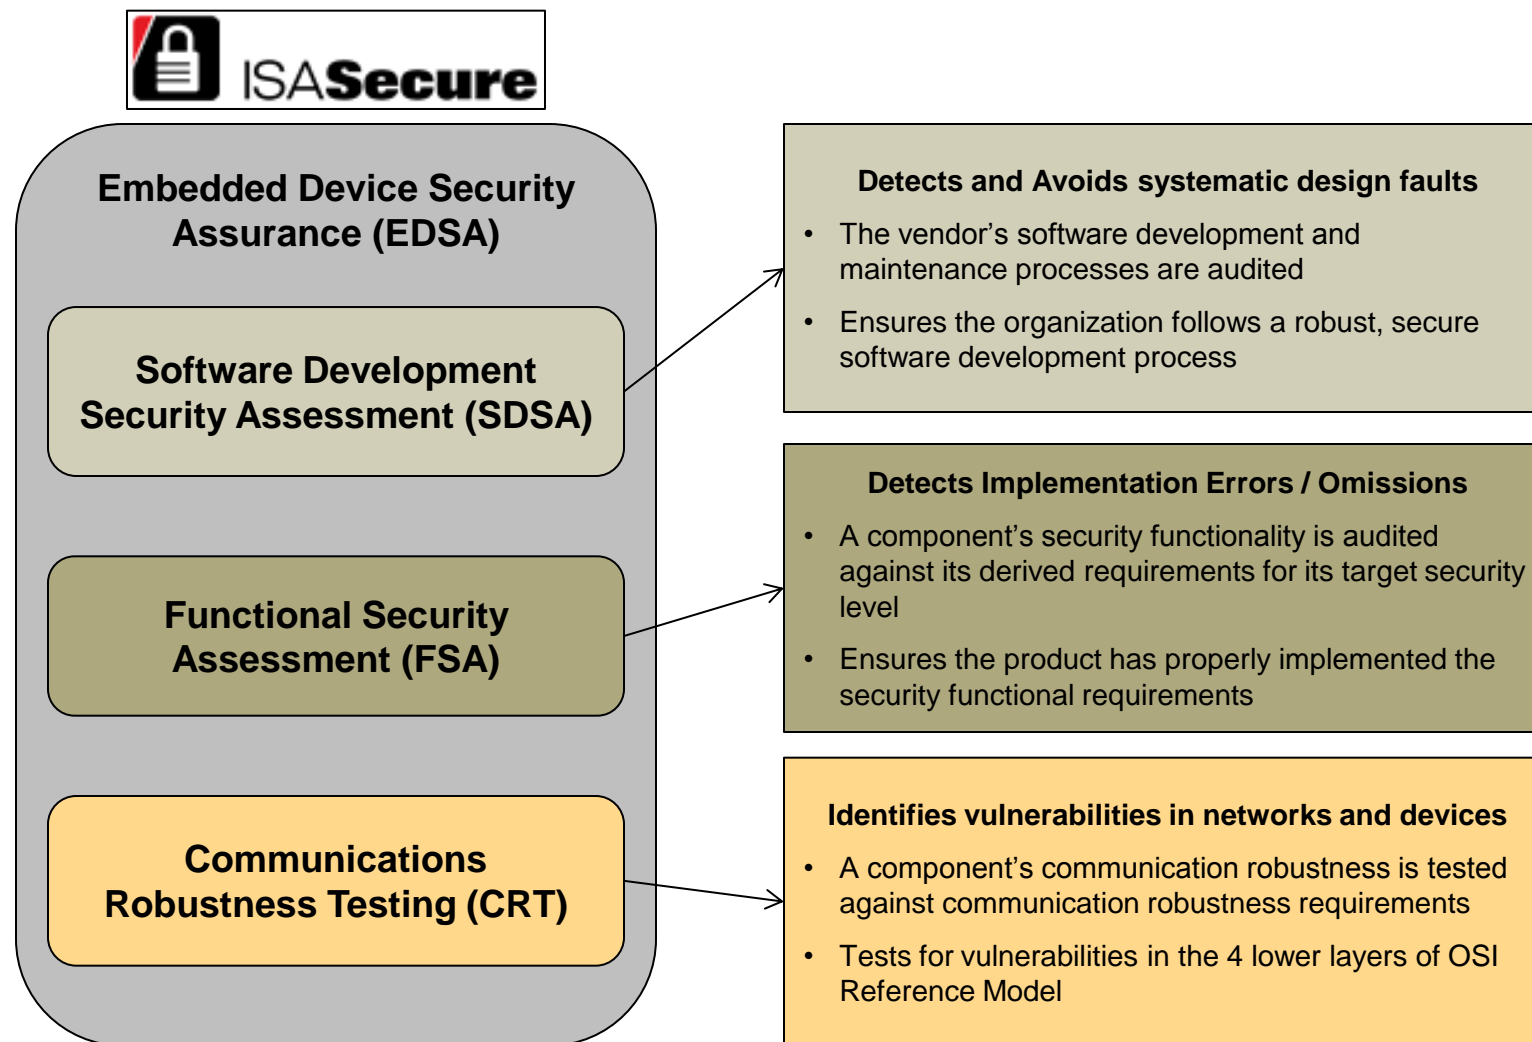 ISASecure
Embedded Device Security
Assurance (EDSA)
Software Development
Security Assessment (SDSA)
Functional Security
Assessment (FSA)
Communications
Robustness Testing (CRT)
Detects and Avoids systematic design faults
• The vendor’s software development and
maintenance processes are audited
• Ensures the organization follows a robust, secure
software development process
Detects Implementation Errors / Omissions
• A component’s security functionality is audited
against its derived requirements for its target security
level
• Ensures the product has properly implemented the
security functional requirements
Identifies vulnerabilities in networks and devices
• A component’s communication robustness is tested
against communication robustness requirements
• Tests for vulnerabilities in the 4 lower layers of OSI
Reference Model